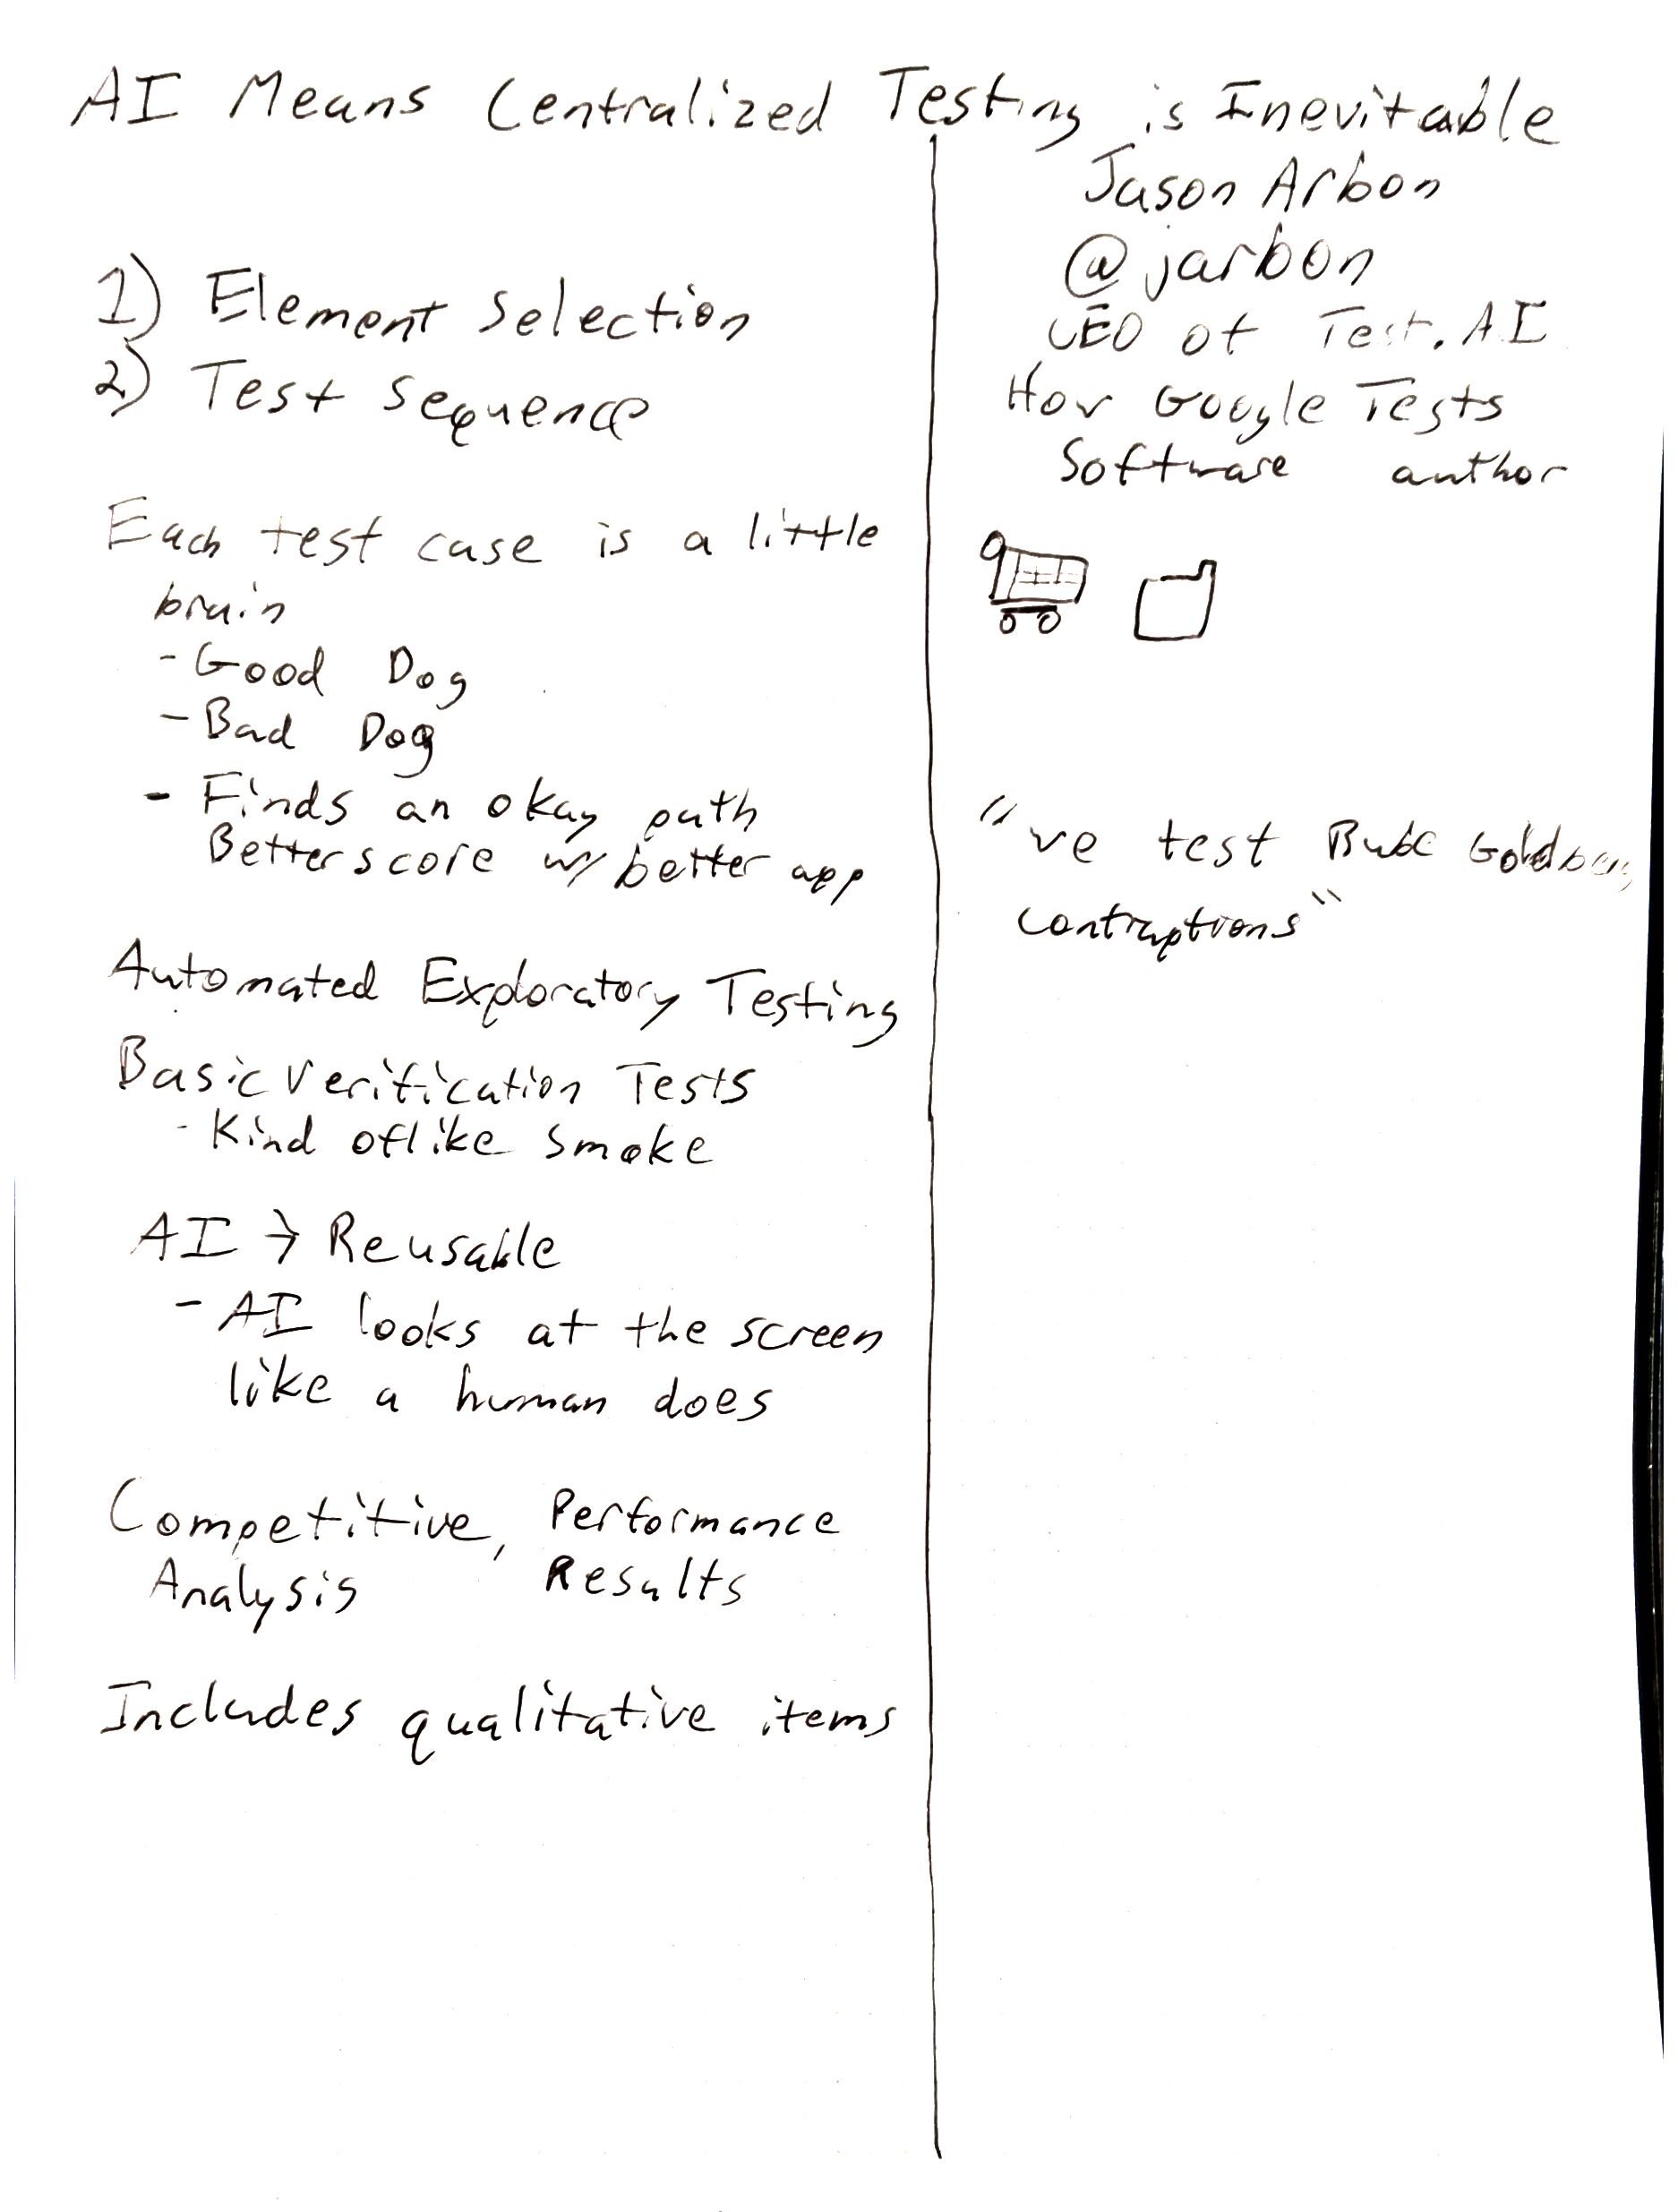 AI Means Centralized Testing is Inevitable
Jason Arbon
@jarbon
CEO of Test.AI
How Google Tests
Software author
1) Element Selection
2) Test Sequence
Each test case is a little
brain
- Good Dog
- Bad Dog
- Finds an okay path
Better score w/ better app
Automated Exploratory Testing
Basic Verification Tests
- Kind of like smoke
AI → Reusable
- AI looks at the screen
like a human does
Competitive, Performance
Analysis Results
Includes qualitative items
"we test Rube Goldberg
contraptions"